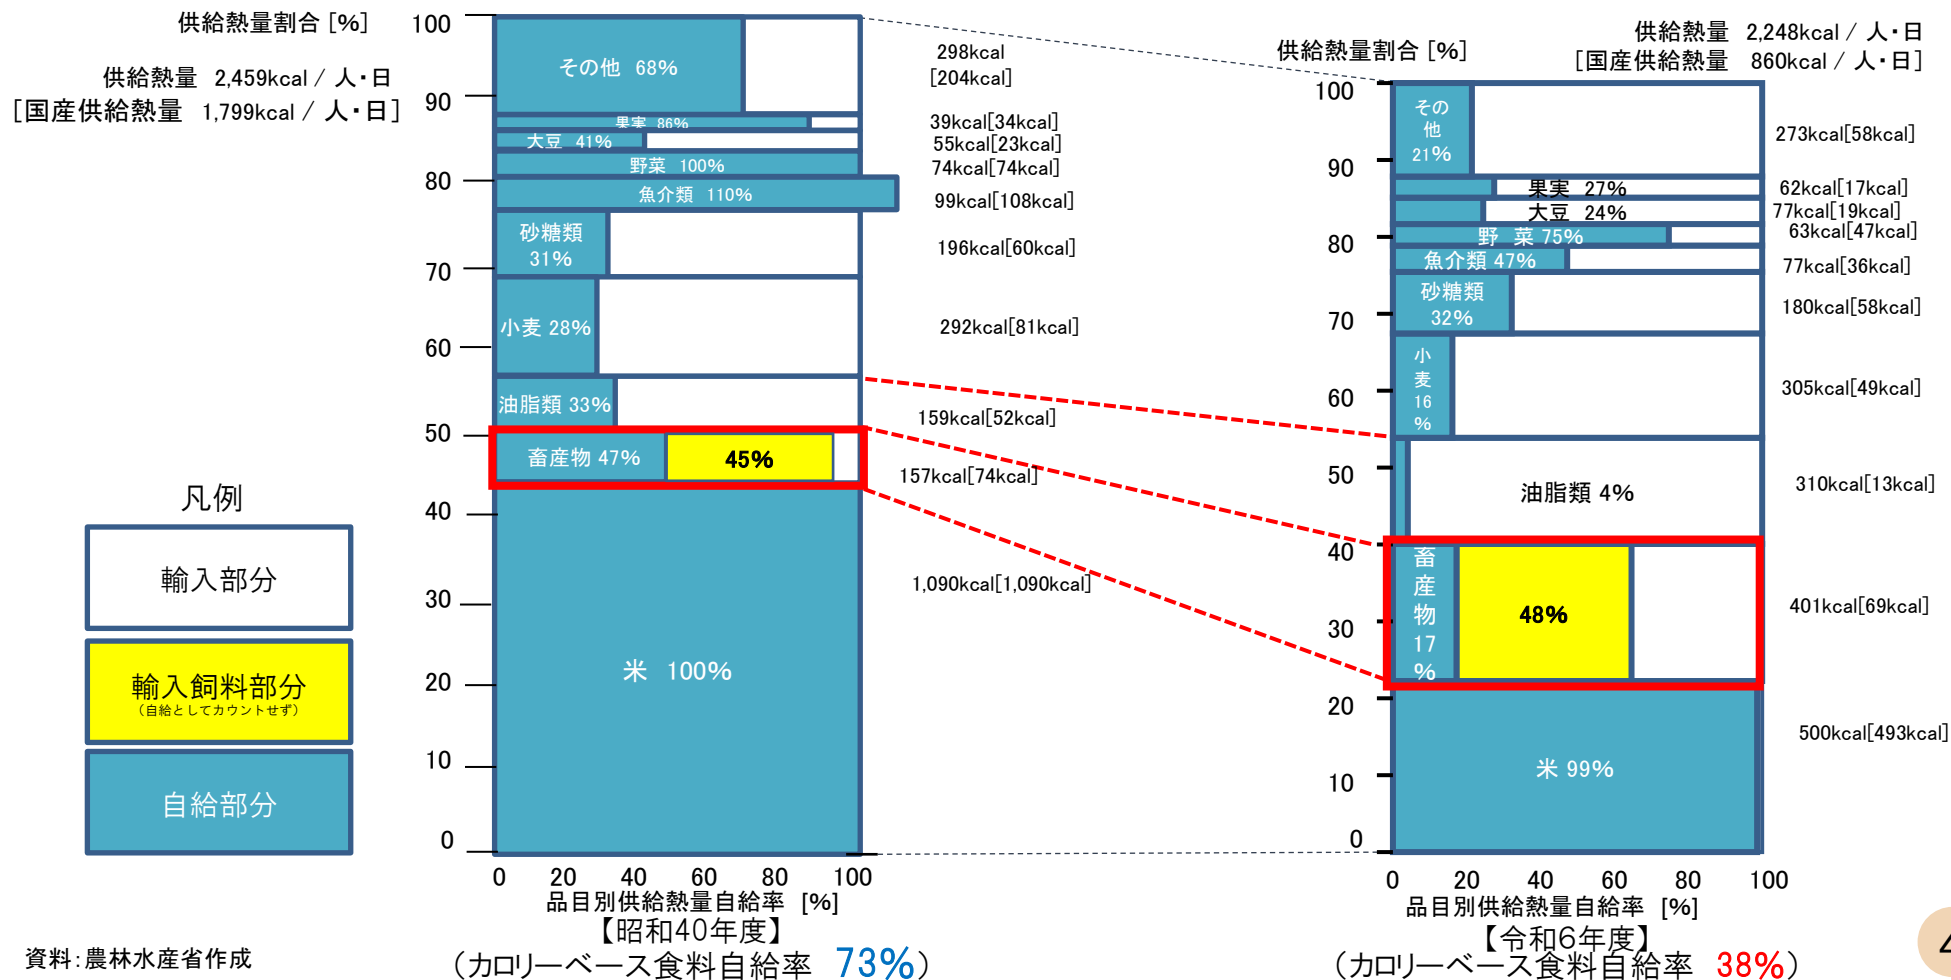 供給熱量割合 [%]
供給熱量 2,459kcal / 人・日
[国産供給熱量 1,799kcal / 人・日]
100
90
80
70
60
50
40
30
20
10
0
その他 68%
果実 86%
大豆 41%
野菜 100%
魚介類 110%
砂糖類
31%
小麦 28%
油脂類 33%
畜産物 47%
45%
米 100%
298kcal
[204kcal]
39kcal[34kcal]
55kcal[23kcal]
74kcal[74kcal]
99kcal[108kcal]
196kcal[60kcal]
292kcal[81kcal]
159kcal[52kcal]
157kcal[74kcal]
1,090kcal[1,090kcal]
0 20 40 60 80 100
品目別供給熱量自給率 [%]
【昭和40年度】
(カロリーベース食料自給率 73%)
凡例
輸入部分
輸入飼料部分
(自給としてカウントせず)
自給部分
資料:農林水産省作成
供給熱量 2,248kcal / 人・日
[国産供給熱量 860kcal / 人・日]
供給熱量割合 [%]
100
90
80
70
60
50
40
30
20
10
0
その
他
21%
果実 27%
大豆 24%
野 菜 75%
魚介類 47%
砂糖類
32%
小
麦
16
%
油脂類 4%
畜
産
物
17
%
48%
米 99%
273kcal[58kcal]
62kcal[17kcal]
77kcal[19kcal]
63kcal[47kcal]
77kcal[36kcal]
180kcal[58kcal]
305kcal[49kcal]
310kcal[13kcal]
401kcal[69kcal]
500kcal[493kcal]
0 20 40 60 80 100
品目別供給熱量自給率 [%]
【令和6年度】
(カロリーベース食料自給率 38%)